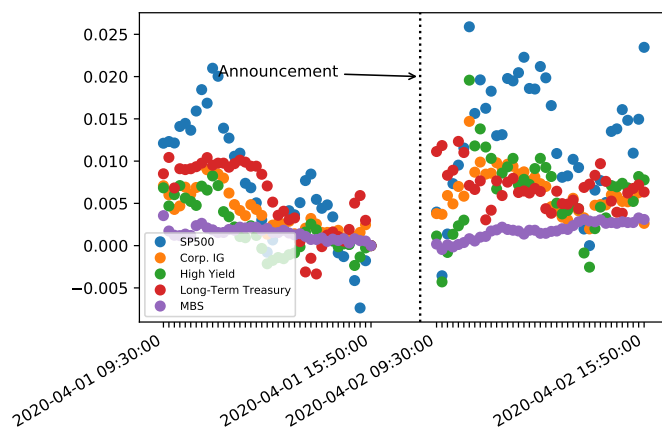 0.025
0.020
0.015
0.010
0.005
0.000
−0.005
Announcement
SP500
Corp. IG
High Yield
Long-Term Treasury
MBS
2020-04-01 09:30:00
2020-04-01 15:50:00
2020-04-02 09:30:00
2020-04-02 15:50:00